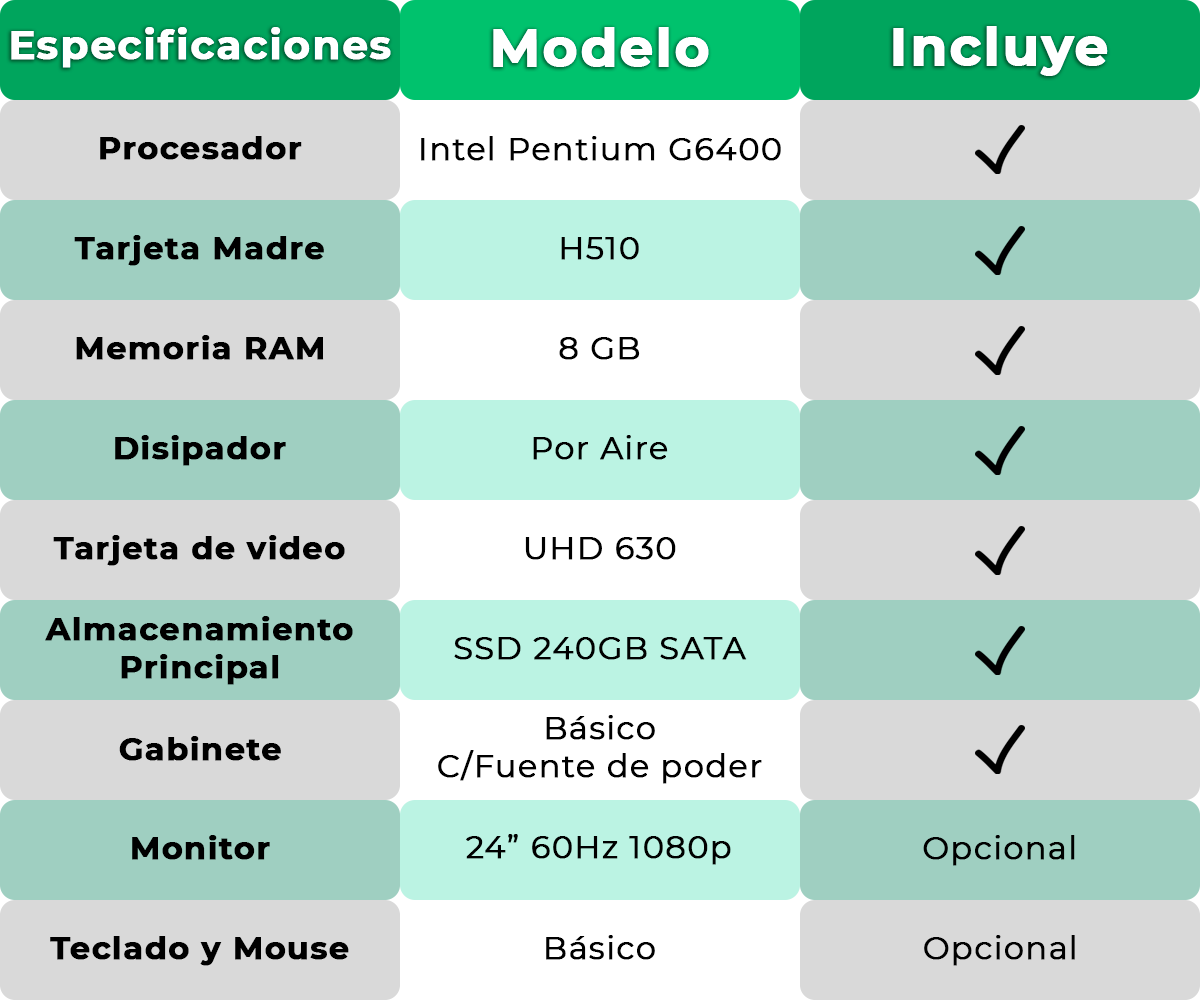 Especificaciones Modelo Incluye
Procesador Intel Pentium G6400
Tarjeta Madre H510
Memoria RAM 8 GB
Disipador Por Aire
Tarjeta de video UHD 630
Almacenamiento
Principal SSD 240GB SATA
Gabinete Básico
C/Fuente de poder
Monitor 24” 60Hz 1080p Opcional
Teclado y Mouse Básico Opcional